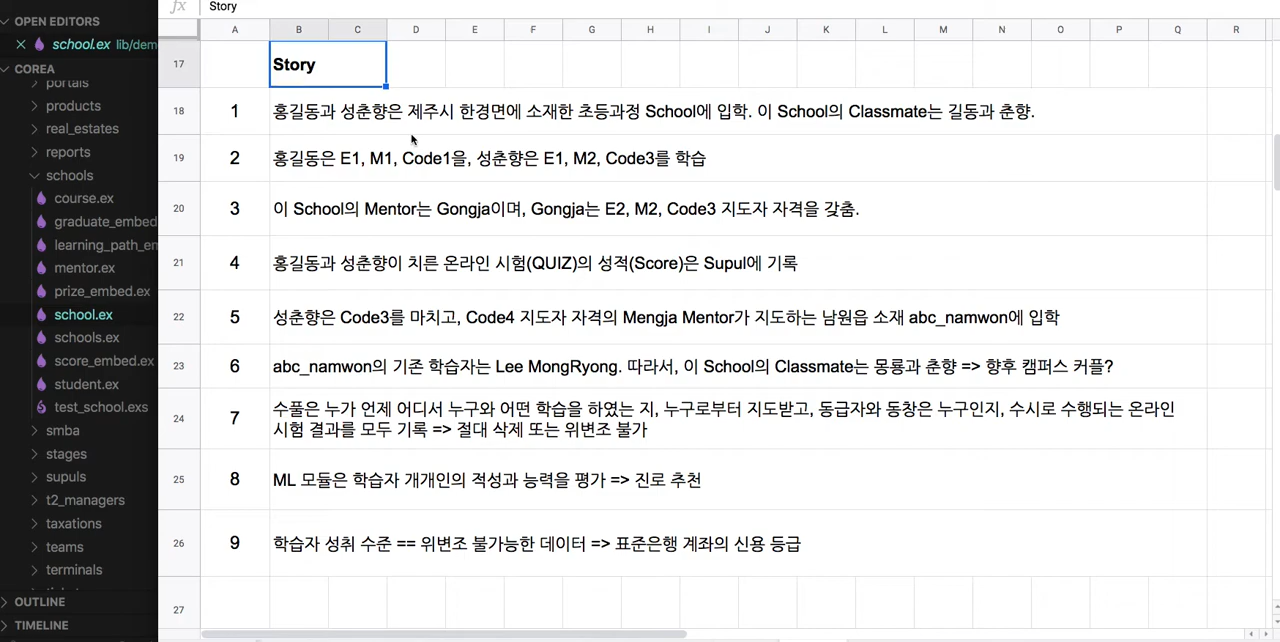 OPEN EDITORS
school.ex lib/dem
COREA
portals
products
real_estates
reports
schools
course.ex
graduate_embed
learning_path_em
mentor.ex
prize_embed.ex
school.ex
schools.ex
score_embed.ex
student.ex
test_school.exs
smba
stages
supuls
t2_managers
taxations
teams
terminals
OUTLINE
TIMELINE
fx Story
A B C D E F G H I J K L M N O P Q R
17 Story
18 1 홍길동과 성춘향은 제주시 한경면에 소재한 초등과정 School에 입학. 이 School의 Classmate는 길동과 춘향.
19 2 홍길동은 E1, M1, Code1을, 성춘향은 E1, M2, Code3를 학습
20 3 이 School의 Mentor는 Gongja이며, Gongja는 E2, M2, Code3 지도자 자격을 갖춤.
21 4 홍길동과 성춘향이 치른 온라인 시험(QUIZ)의 성적(Score)은 Supul에 기록
22 5 성춘향은 Code3를 마치고, Code4 지도자 자격의 Mengja Mentor가 지도하는 남원읍 소재 abc_namwon에 입학
23 6 abc_namwon의 기존 학습자는 Lee MongRyong. 따라서, 이 School의 Classmate는 몽룡과 춘향 => 향후 캠퍼스 커플?
24 7 수풀은 누가 언제 어디서 누구와 어떤 학습을 하였는 지, 누구로부터 지도받고, 동급자와 동창은 누구인지, 수시로 수행되는 온라인
시험 결과를 모두 기록 => 절대 삭제 또는 위변조 불가
25 8 ML 모듈은 학습자 개개인의 적성과 능력을 평가 => 진로 추천
26 9 학습자 성취 수준 == 위변조 불가능한 데이터 => 표준은행 계좌의 신용 등급
27